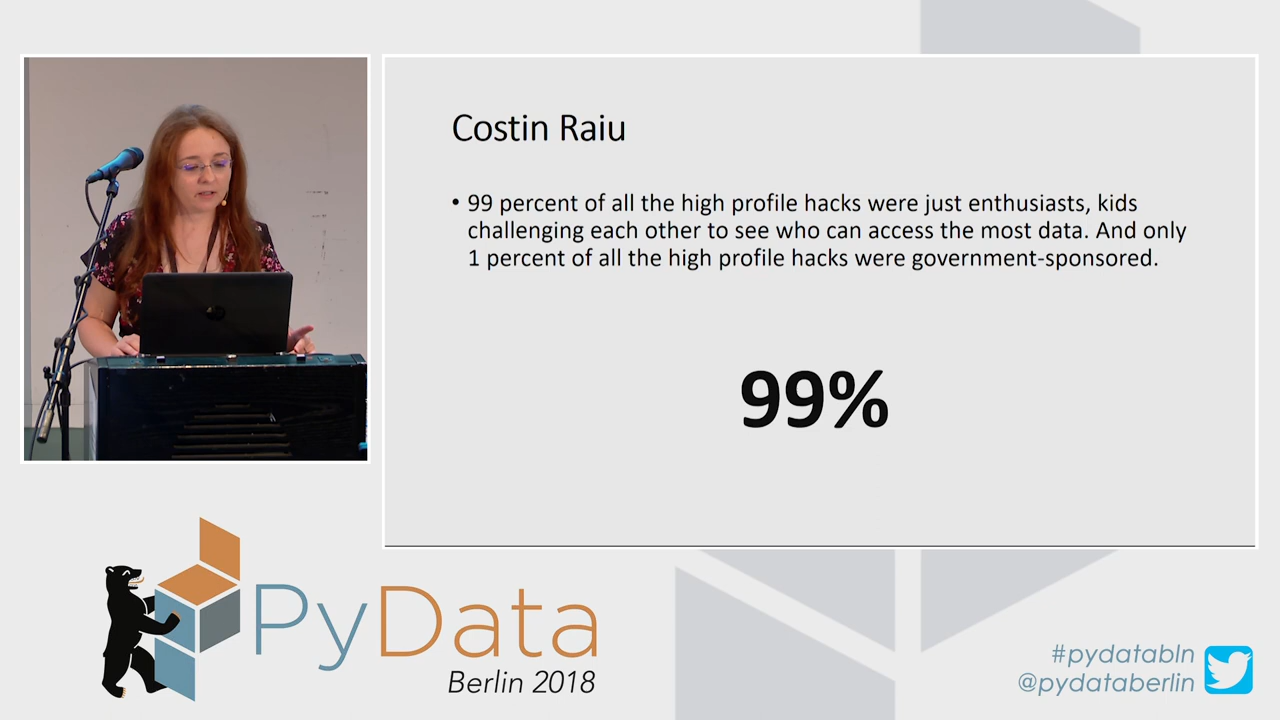 Costin Raiu
• 99 percent of all the high profile hacks were just enthusiasts, kids
challenging each other to see who can access the most data. And only
1 percent of all the high profile hacks were government-sponsored.
99%
PyData
Berlin 2018
#pydatabln
@pydataberlin